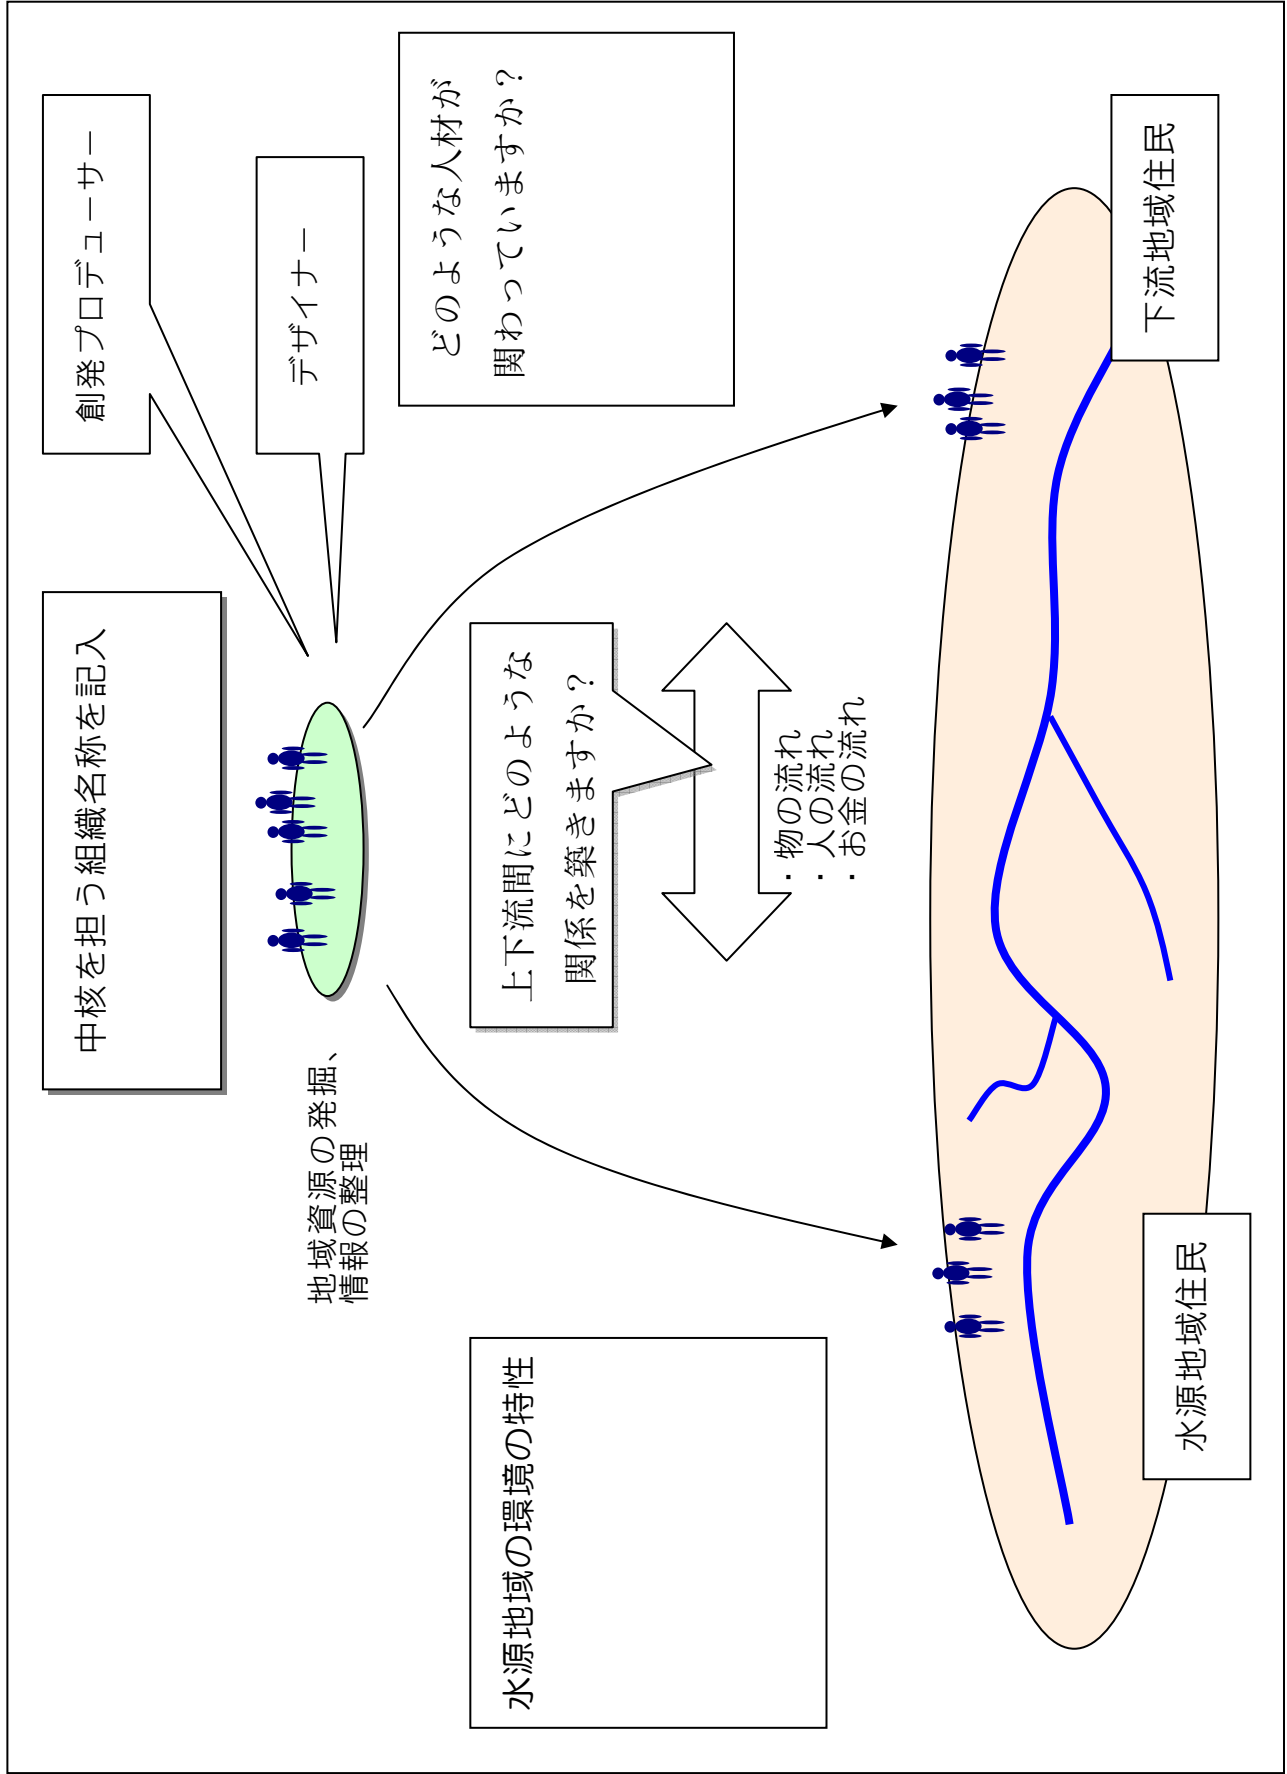 中核を担う組織名称を記入
創発プロデューサー
デザイナー
地域資源の発掘、
情報の整理
どのような人材が
関わっていますか？
水源地域の環境の特性
上下流間にどのような
関係を築きますか？
・物の流れ
・人の流れ
・お金の流れ
水源地域住民
下流地域住民